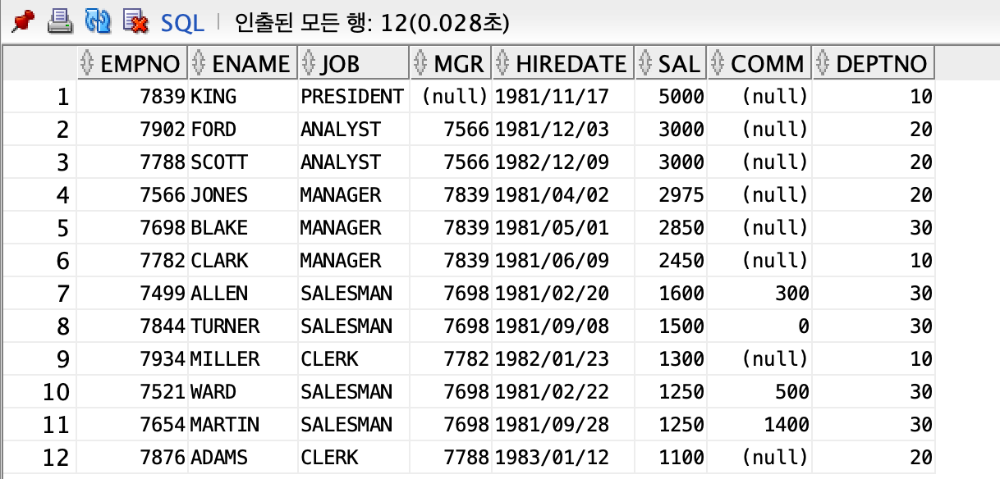 SQL 인출된 모든 행: 12(0.028초)
EMPNO ENAME JOB MGR HIREDATE SAL COMM DEPTNO
1 7839 KING PRESIDENT (null) 1981/11/17 5000 (null) 10
2 7902 FORD ANALYST 7566 1981/12/03 3000 (null) 20
3 7788 SCOTT ANALYST 7566 1982/12/09 3000 (null) 20
4 7566 JONES MANAGER 7839 1981/04/02 2975 (null) 20
5 7698 BLAKE MANAGER 7839 1981/05/01 2850 (null) 30
6 7782 CLARK MANAGER 7839 1981/06/09 2450 (null) 10
7 7499 ALLEN SALESMAN 7698 1981/02/20 1600 300 30
8 7844 TURNER SALESMAN 7698 1981/09/08 1500 0 30
9 7934 MILLER CLERK 7782 1982/01/23 1300 (null) 10
10 7521 WARD SALESMAN 7698 1981/02/22 1250 500 30
11 7654 MARTIN SALESMAN 7698 1981/09/28 1250 1400 30
12 7876 ADAMS CLERK 7788 1983/01/12 1100 (null) 20